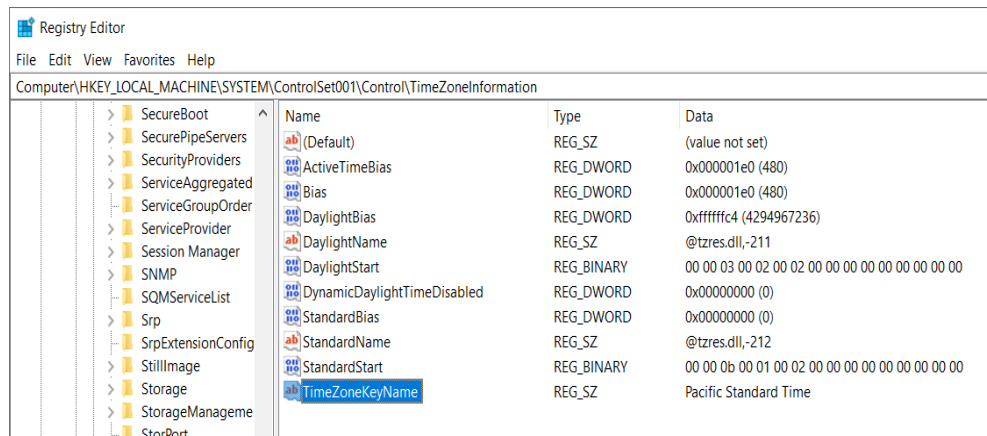 Registry Editor
File Edit View Favorites Help
Computer\HKEY_LOCAL_MACHINE\SYSTEM\ControlSet001\Control\TimeZoneInformation
SecureBoot
SecurePipeServers
SecurityProviders
ServiceAggregated
ServiceGroupOrder
ServiceProvider
Session Manager
SNMP
SQMServiceList
Srp
SrpExtensionConfig
StillImage
Storage
StorageManageme
StorPort
Name Type Data
(Default) REG_SZ (value not set)
ActiveTimeBias REG_DWORD 0x000001e0 (480)
Bias REG_DWORD 0x000001e0 (480)
DaylightBias REG_DWORD 0xffffffc4 (4294967236)
DaylightName REG_SZ @tzres.dll,-211
DaylightStart REG_BINARY 00 00 03 00 02 00 02 00 00 00 00 00 00 00 00 00
DynamicDaylightTimeDisabled REG_DWORD 0x00000000 (0)
StandardBias REG_DWORD 0x00000000 (0)
StandardName REG_SZ @tzres.dll,-212
StandardStart REG_BINARY 00 00 0b 00 01 00 02 00 00 00 00 00 00 00 00 00
TimeZoneKeyName REG_SZ Pacific Standard Time